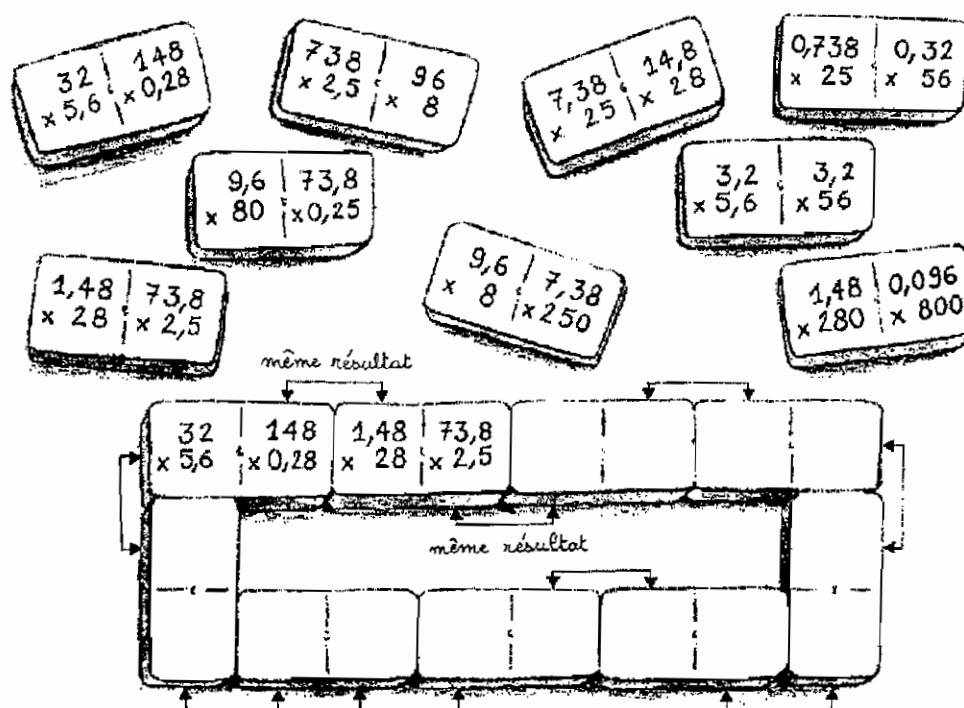 32 148
x 5,6 x 0,28
738 96
x 2,5 x 8
7,38 14,8
x 25 x 28
0,738 0,32
x 25 x 56
9,6 73,8
x 80 x 0,25
3,2 3,2
x 5,6 x 56
1,48 73,8
x 28 x 2,5
9,6 7,38
x 8 x 250
1,48 0,096
x 280 x 800
même résultat
32 148 1,48 73,8
x 5,6 x 0,28 x 28 x 2,5
même résultat